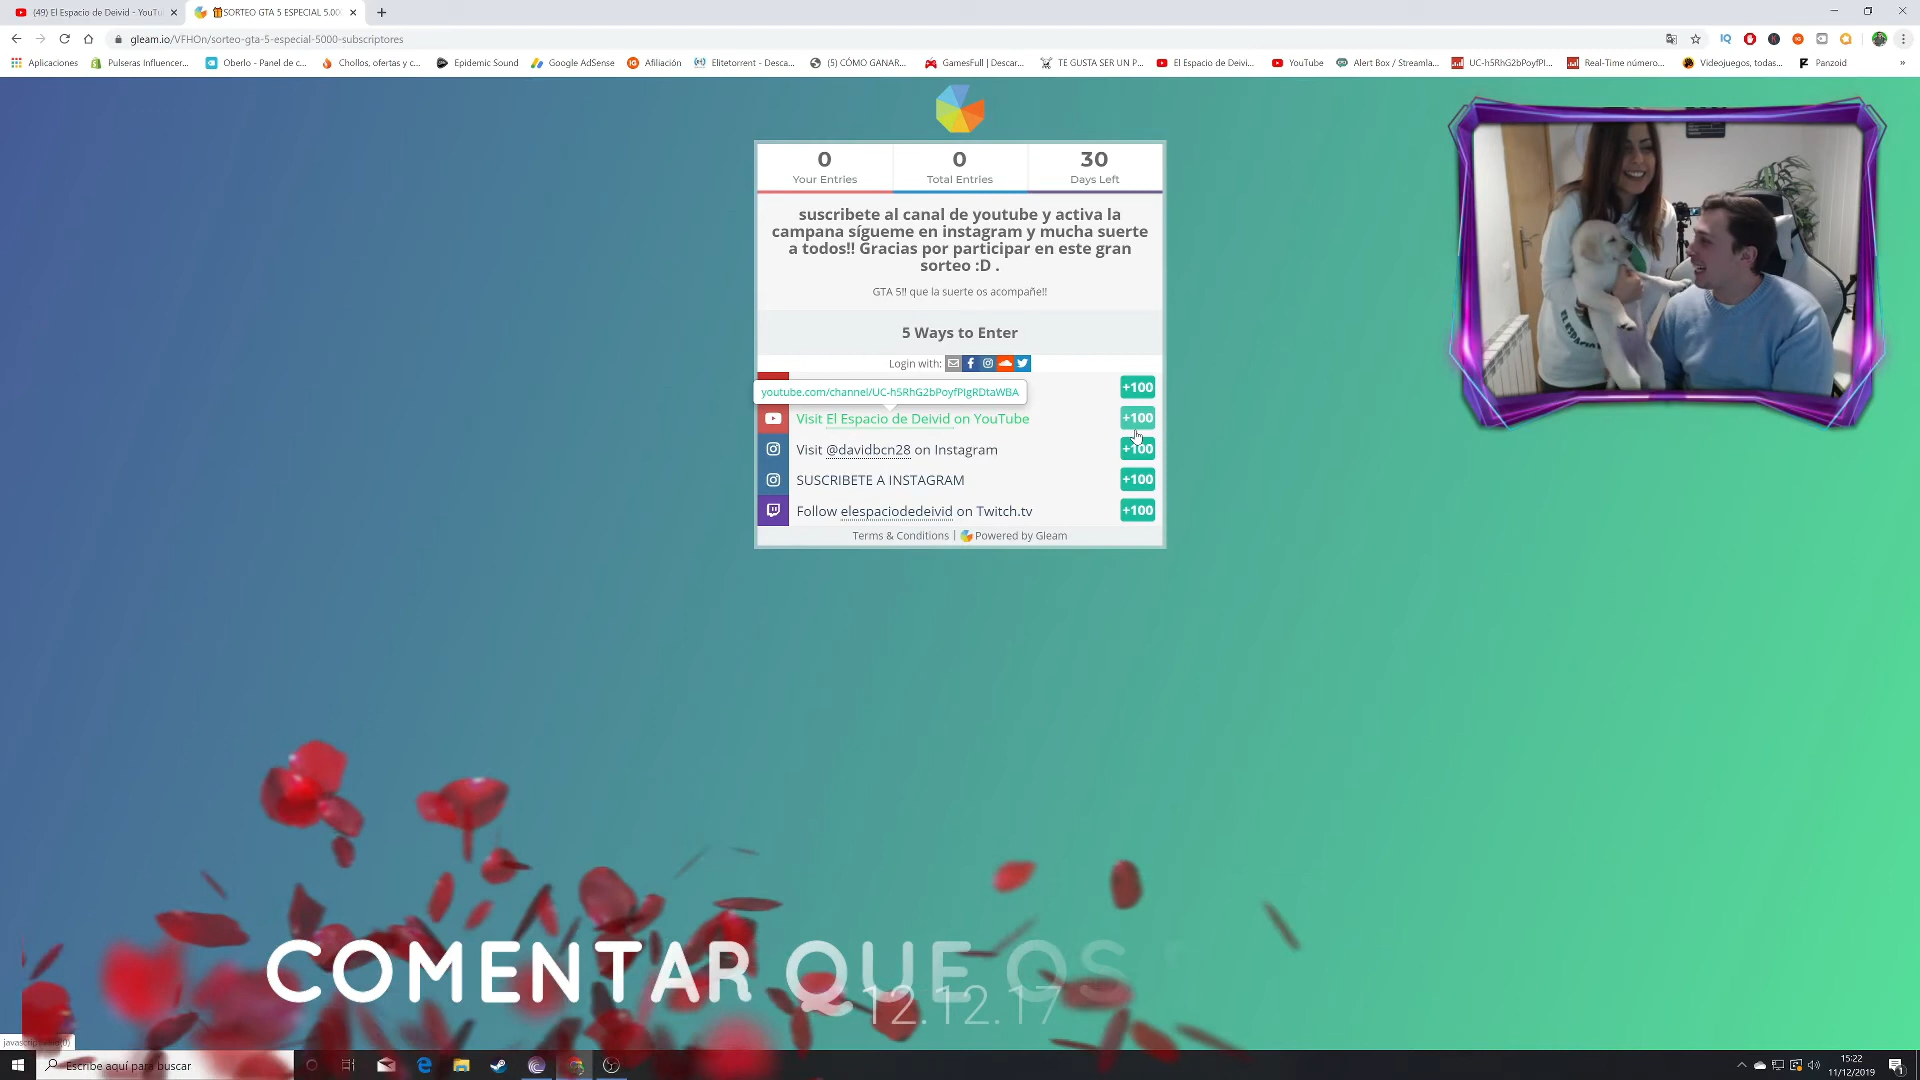 (49) El Espacio de Deivid - YouTu
SORTEO GTA 5 ESPECIAL 5.00
gleam.io/VFHOn/sorteo-gta-5-especial-5000-subscriptores
Aplicaciones
Pulseras Influencer...
Oberlo - Panel de c...
Chollos, ofertas y c...
Epidemic Sound
Google AdSense
Afiliación
Elitetorrent - Desca...
(5) CÓMO GANAR...
GamesFull | Descar...
TE GUSTA SER UN P...
El Espacio de Deivi...
YouTube
Alert Box / Streamla...
UC-h5RhG2bPoyfPI...
Real-Time número...
Videojuegos, todas...
Panzoid
»
0
Your Entries
0
Total Entries
30
Days Left
suscribete al canal de youtube y activa la
campana sígueme en instagram y mucha suerte
a todos!! Gracias por participar en este gran
sorteo :D .
GTA 5!! que la suerte os acompañe!!
5 Ways to Enter
Login with:
+100
youtube.com/channel/UC-h5RhG2bPoyfPIgRDtaWBA
Visit El Espacio de Deivid on YouTube +100
Visit @davidbcn28 on Instagram +100
SUSCRIBETE A INSTAGRAM +100
Follow elespaciodedeivid on Twitch.tv +100
Terms & Conditions | Powered by Gleam
COMENTAR QUE OS
12.12.17
Escribe aquí para buscar
15:22
11/12/2019